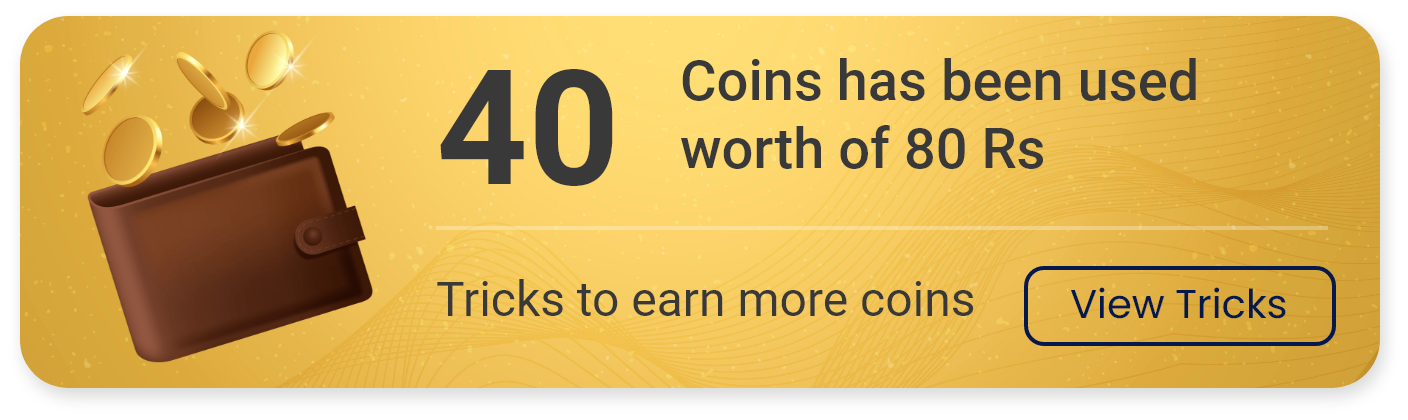 40
Coins has been used
worth of 80 Rs
Tricks to earn more coins
View Tricks